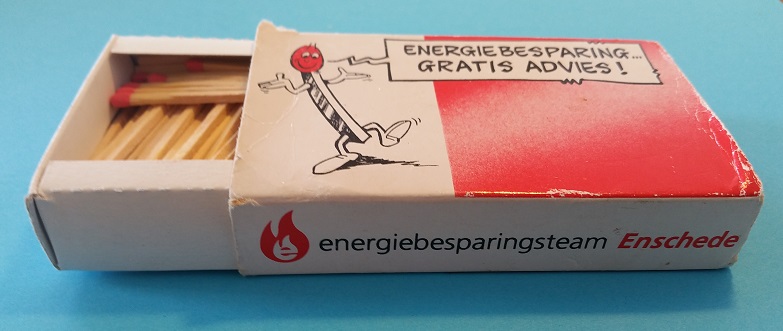 ENERGIEBESPARING...
GRATIS ADVIES!
e
energiebesparingsteam Enschede